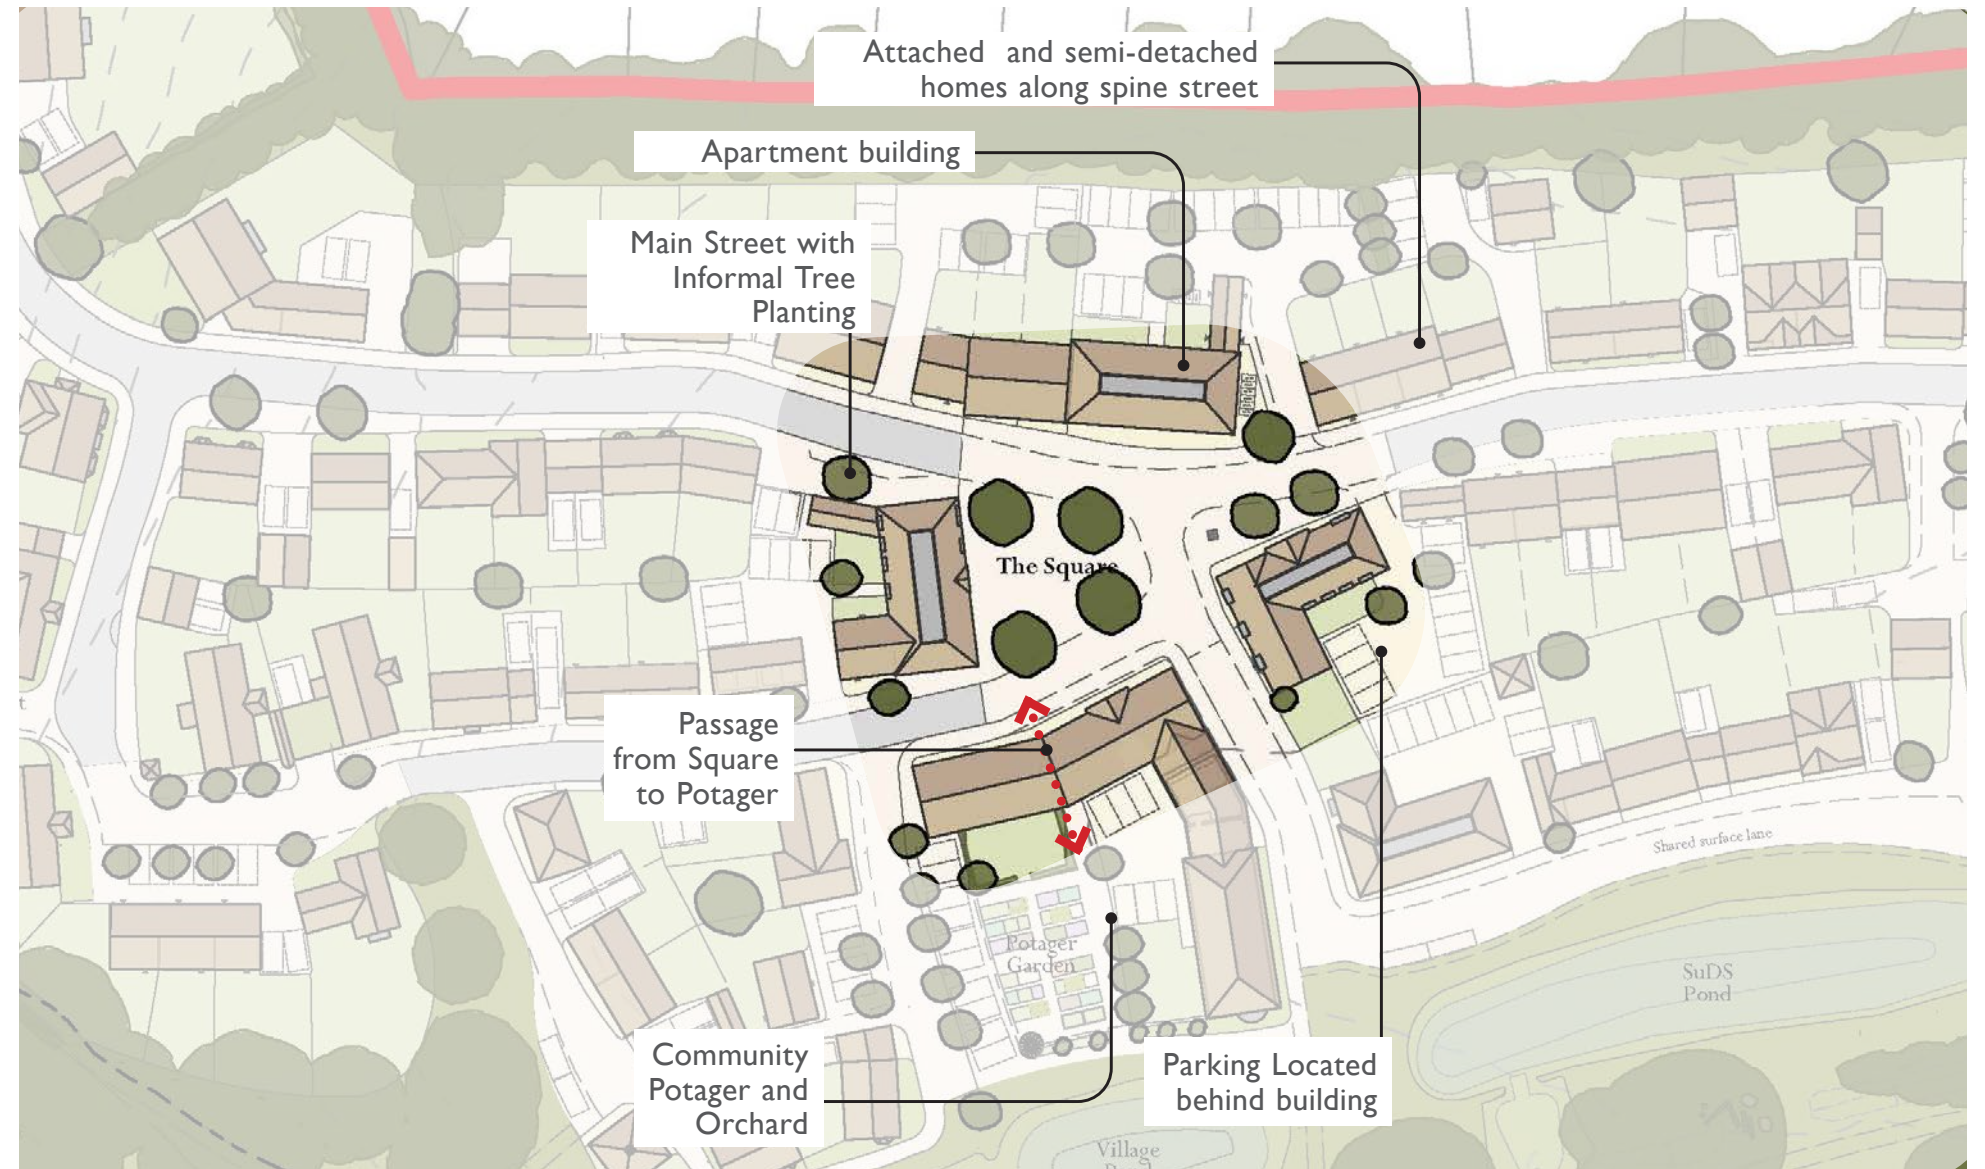 Attached and semi-detached
homes along spine street
Apartment building
Main Street with
Informal Tree
Planting
The Square
Passage
from Square
to Potager
Shared surface lane
Potager
Garden
SuDS
Pond
Community
Potager and
Orchard
Parking Located
behind building
Village